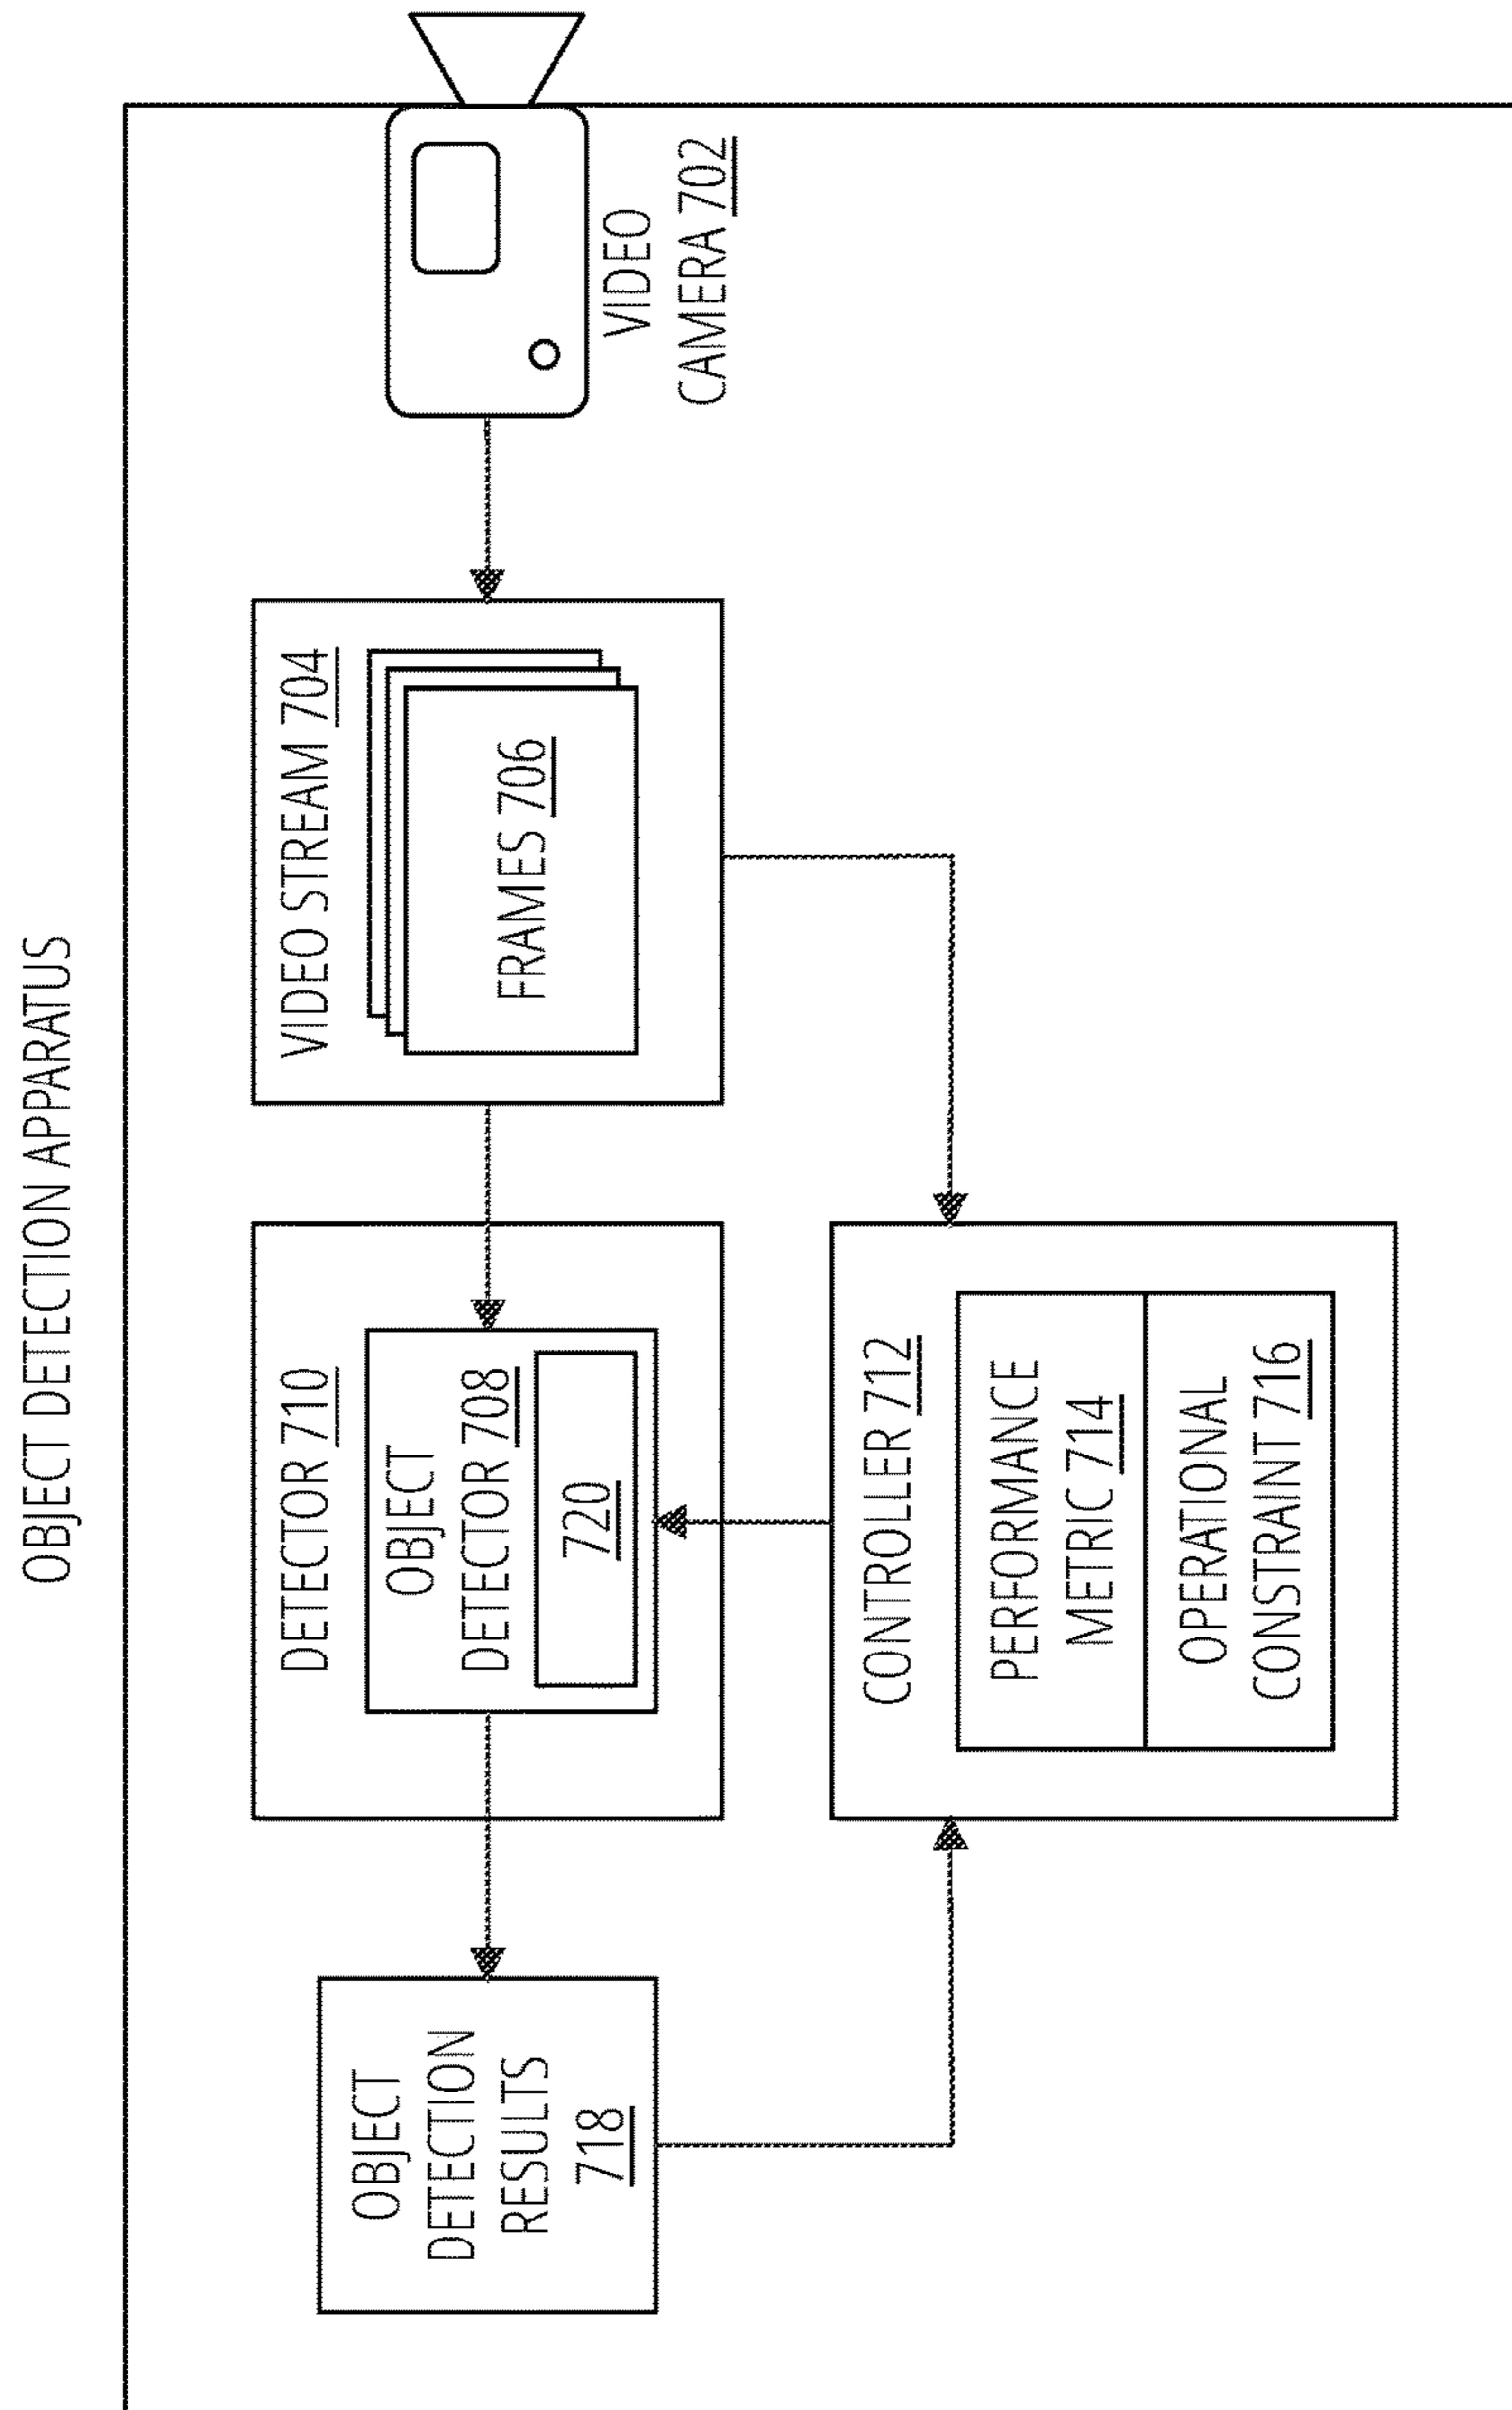 OBJECT DETECTION APPARATUS
OBJECT
DETECTION
RESULTS
718
DETECTOR 710
OBJECT
DETECTOR 708
720
VIDEO STREAM 704
FRAMES 706
VIDEO
CAMERA 702
CONTROLLER 712
PERFORMANCE
METRIC 714
OPERATIONAL
CONSTRAINT 716